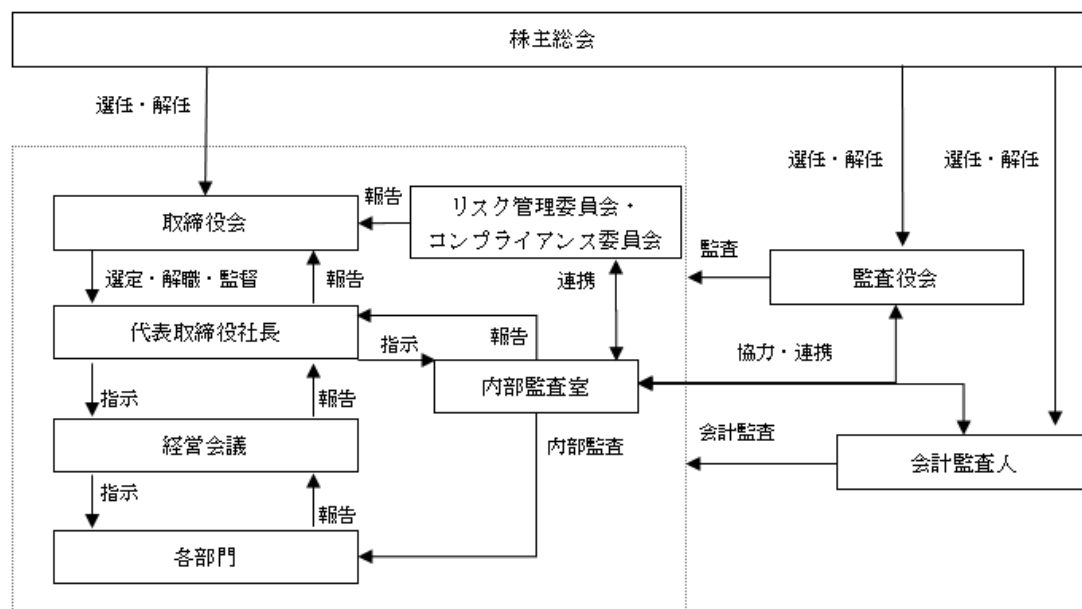 株主総会
選任・解任
選任・解任
選任・解任
取締役会
報告
リスク管理委員会・
コンプライアンス委員会
監査
監査役会
選定・解職・監督
報告
連携
代表取締役社長
指示
報告
協力・連携
内部監査室
指示
報告
経営会議
内部監査
会計監査
会計監査人
指示
報告
各部門